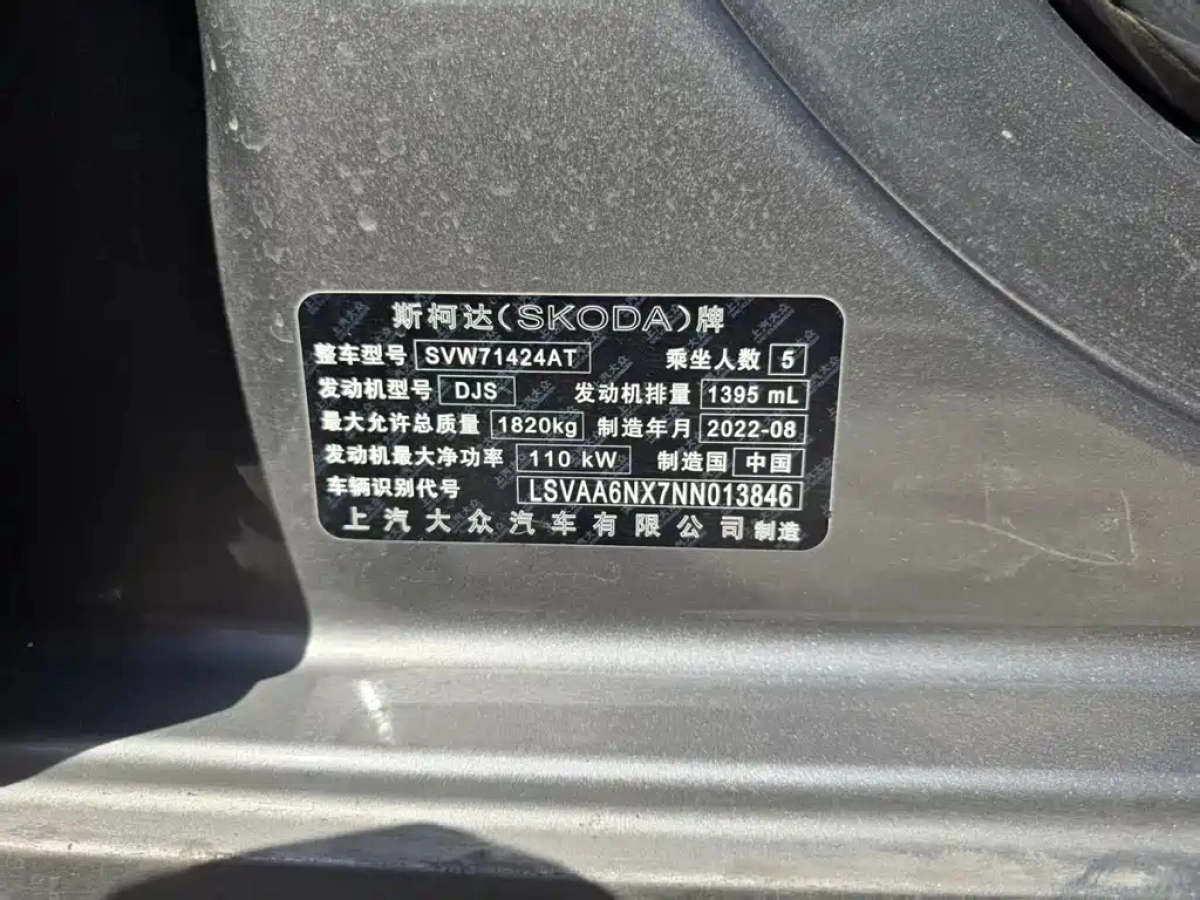 斯柯达(SKODA)牌
整车型号 SVW71424AT 乘坐人数 5
发动机型号 DJS 发动机排量 1395 mL
最大允许总质量 1820kg 制造年月 2022-08
发动机最大净功率 110 kW 制造国 中国
车辆识别代号 LSVAA6NX7NN013846
上汽大众汽车有限公司制造